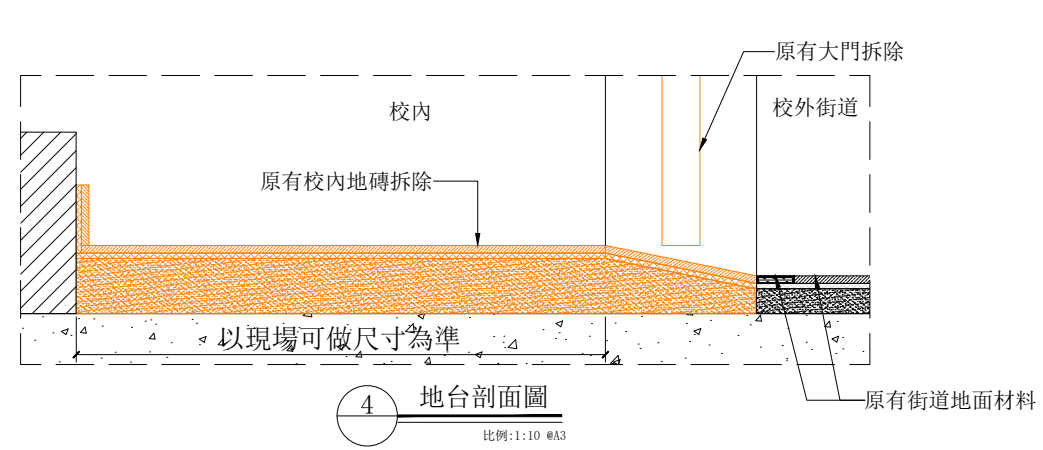 原有大門拆除
校內
校外街道
原有校內地磚拆除
以現場可做尺寸為準
原有街道地面材料
4
地台剖面圖
比例:1:10 @A3